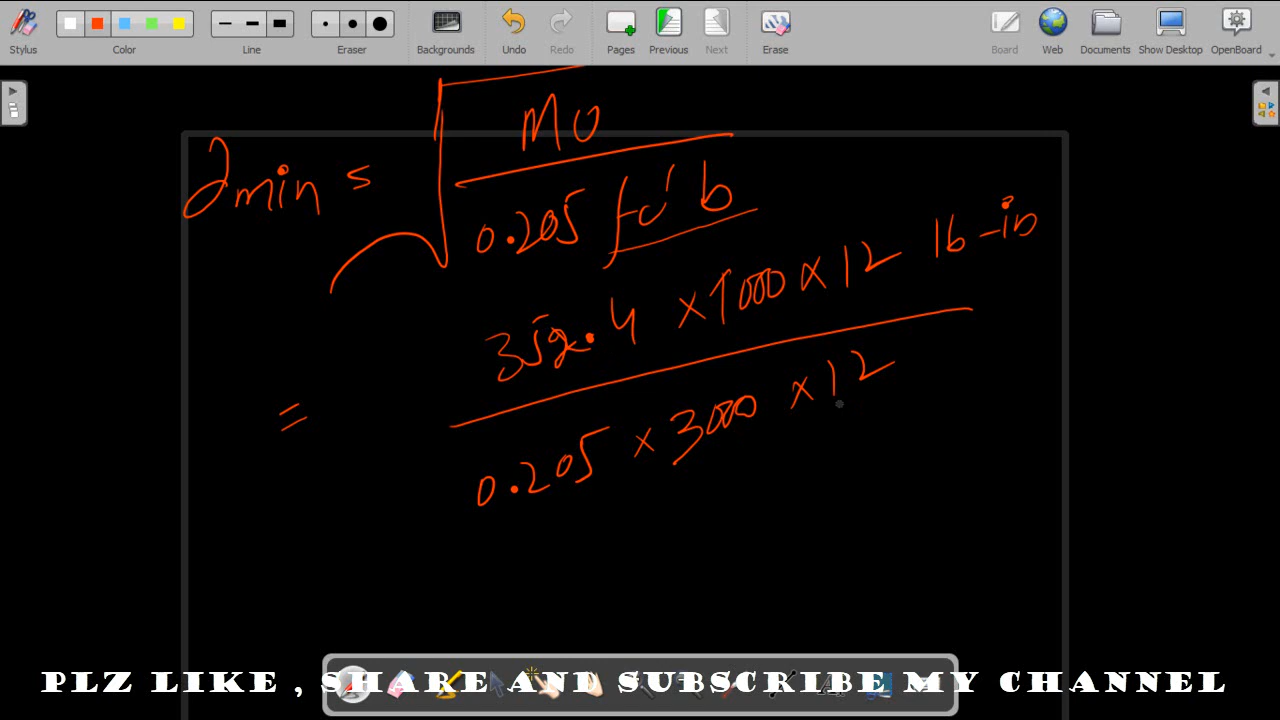 Stylus Color Line Eraser Backgrounds Undo Redo Pages Previous Next Erase Board Web Documents Show Desktop OpenBoard
dmin = √ Mu
0.205 fc' b
352.4 × 1000 × 12 lb-in
=
0.205 × 3000 × 12
PLZ LIKE , SHARE AND SUBSCRIBE MY CHANNEL